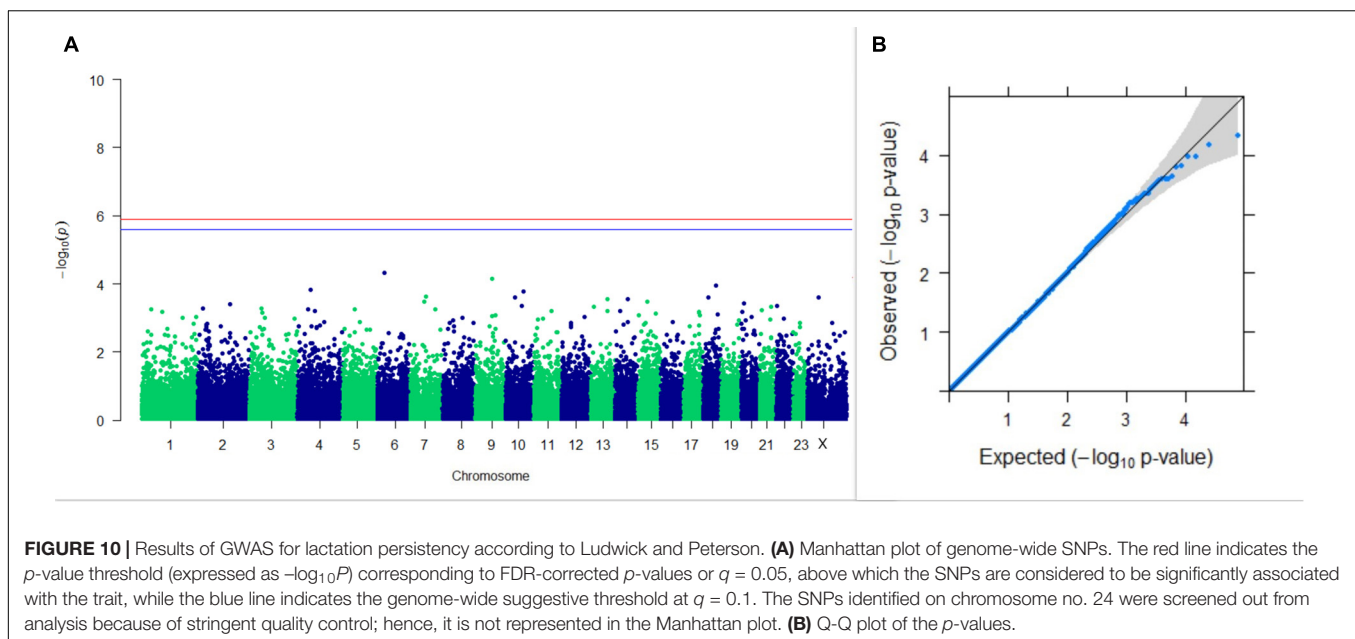 A
10
8
6
4
2
0
−log10(p)
1 2 3 4 5 6 7 8 9 10 11 12 13 15 17 19 21 23 X
Chromosome
B
Observed (−log10 p-value)
4
3
2
1
1 2 3 4
Expected (−log10 p-value)
FIGURE 10 | Results of GWAS for lactation persistency according to Ludwick and Peterson. (A) Manhattan plot of genome-wide SNPs. The red line indicates the
p-value threshold (expressed as –log10P) corresponding to FDR-corrected p-values or q = 0.05, above which the SNPs are considered to be significantly associated
with the trait, while the blue line indicates the genome-wide suggestive threshold at q = 0.1. The SNPs identified on chromosome no. 24 were screened out from
analysis because of stringent quality control; hence, it is not represented in the Manhattan plot. (B) Q-Q plot of the p-values.